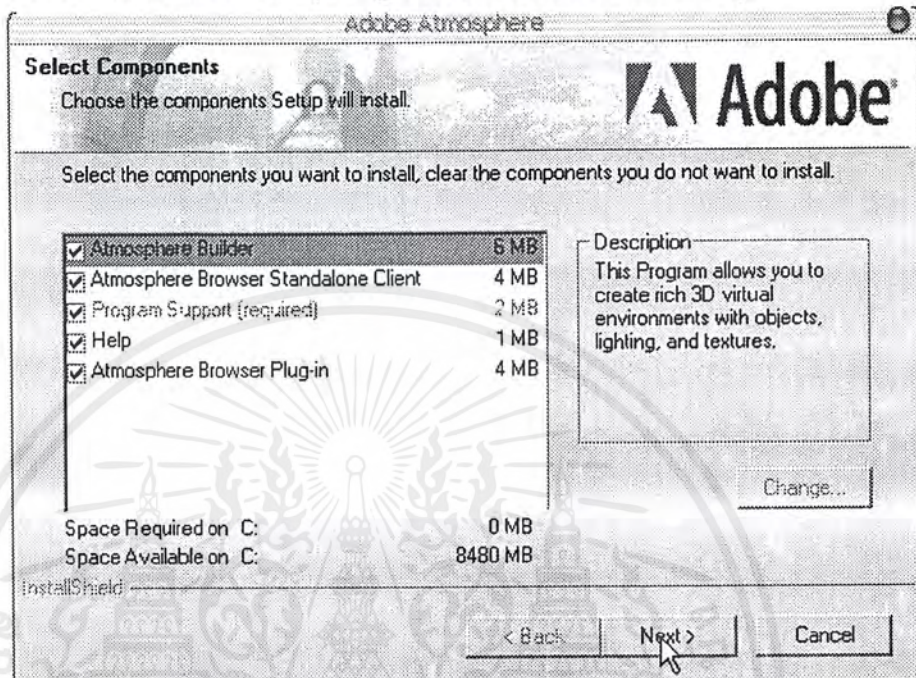 Adobe Atmosphere
Select Components
Choose the components Setup will install.
Adobe
Select the components you want to install, clear the components you do not want to install.
Atmosphere Builder 6 MB
Atmosphere Browser Standalone Client 4 MB
Program Support (required) 2 MB
Help 1 MB
Atmosphere Browser Plug-in 4 MB
Description
This Program allows you to
create rich 3D virtual
environments with objects,
lighting, and textures.
Change...
Space Required on C: 0 MB
Space Available on C: 8480 MB
InstallShield
< Back
Next >
Cancel